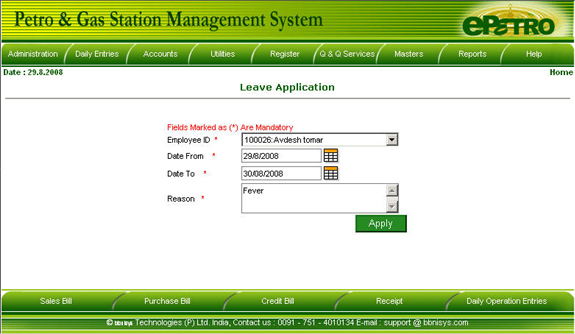 Petro & Gas Station Management System
ePETRO
Administration Daily Entries Accounts Utilities Register Q & Q Services Masters Reports Help
Date : 29.8.2008 Home
Leave Application
Fields Marked as (*) Are Mandatory
Employee ID * 100026:Avdesh tomar
Date From * 29/8/2008
Date To * 30/08/2008
Reason * Fever
Apply
Sales Bill Purchase Bill Credit Bill Receipt Daily Operation Entries
© bbnisys Technologies (P) Ltd. India, Contact us : 0091 - 751 - 4010134 E-mail : support @ bbnisys.com